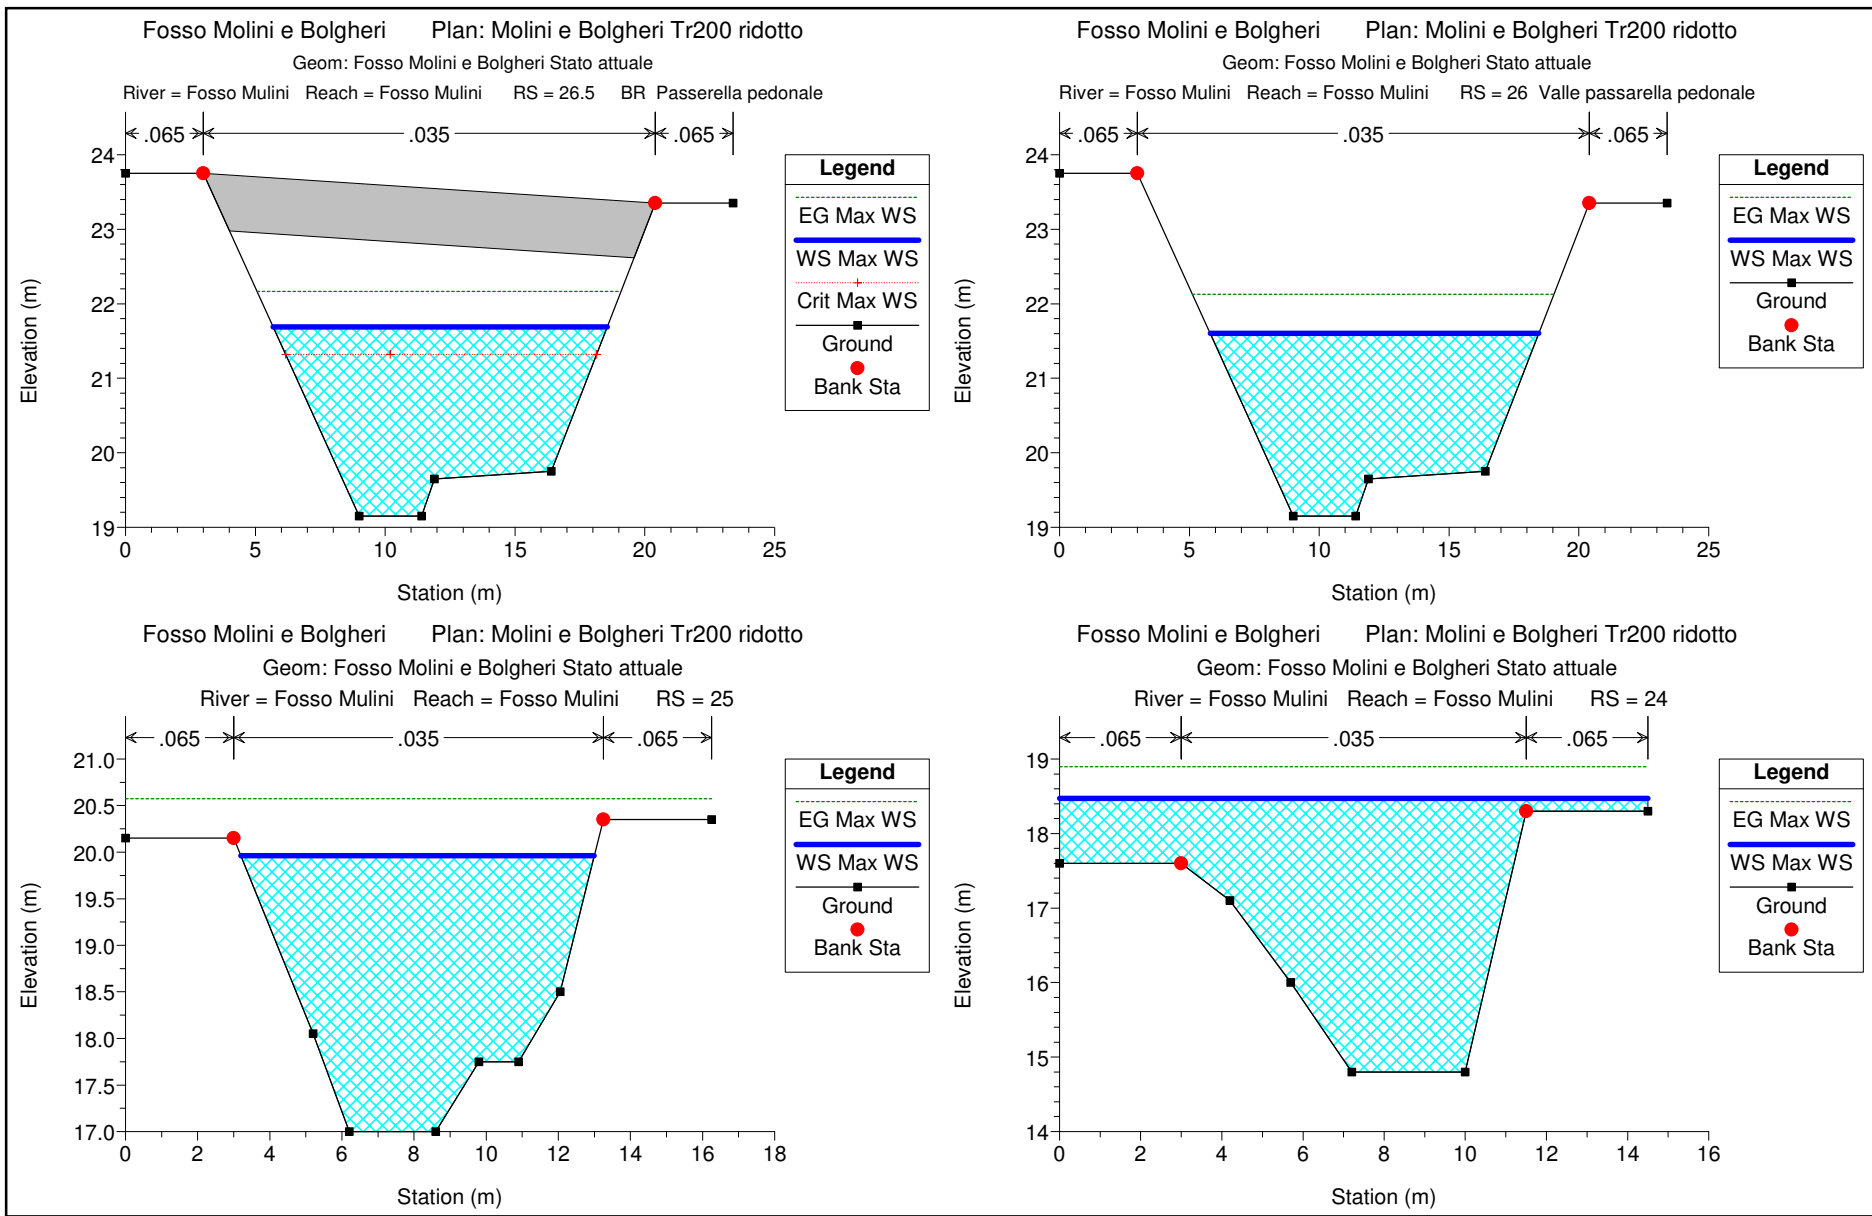 Fosso Molini e Bolgheri Plan: Molini e Bolgheri Tr200 ridotto
Geom: Fosso Molini e Bolgheri Stato attuale
River = Fosso Mulini Reach = Fosso Mulini RS = 26.5 BR Passerella pedonale
.065 .035 .065
24
23
22
21
20
19
0 5 10 15 20 25
Elevation (m)
Station (m)
Legend
EG Max WS
WS Max WS
Crit Max WS
Ground
Bank Sta
Fosso Molini e Bolgheri Plan: Molini e Bolgheri Tr200 ridotto
Geom: Fosso Molini e Bolgheri Stato attuale
River = Fosso Mulini Reach = Fosso Mulini RS = 26 Valle passarella pedonale
.065 .035 .065
24
23
22
21
20
19
0 5 10 15 20 25
Elevation (m)
Station (m)
Legend
EG Max WS
WS Max WS
Ground
Bank Sta
Fosso Molini e Bolgheri Plan: Molini e Bolgheri Tr200 ridotto
Geom: Fosso Molini e Bolgheri Stato attuale
River = Fosso Mulini Reach = Fosso Mulini RS = 25
.065 .035 .065
21.0
20.5
20.0
19.5
19.0
18.5
18.0
17.5
17.0
0 2 4 6 8 10 12 14 16 18
Elevation (m)
Station (m)
Legend
EG Max WS
WS Max WS
Ground
Bank Sta
Fosso Molini e Bolgheri Plan: Molini e Bolgheri Tr200 ridotto
Geom: Fosso Molini e Bolgheri Stato attuale
River = Fosso Mulini Reach = Fosso Mulini RS = 24
.065 .035 .065
19
18
17
16
15
14
0 2 4 6 8 10 12 14 16
Elevation (m)
Station (m)
Legend
EG Max WS
WS Max WS
Ground
Bank Sta